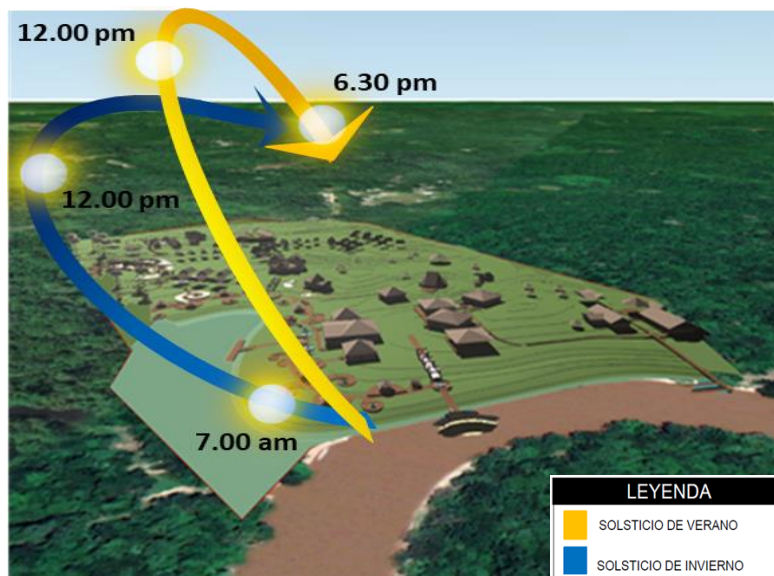 12.00 pm
6.30 pm
12.00 pm
7.00 am
LEYENDA
SOLSTICIO DE VERANO
SOLSTICIO DE INVIERNO